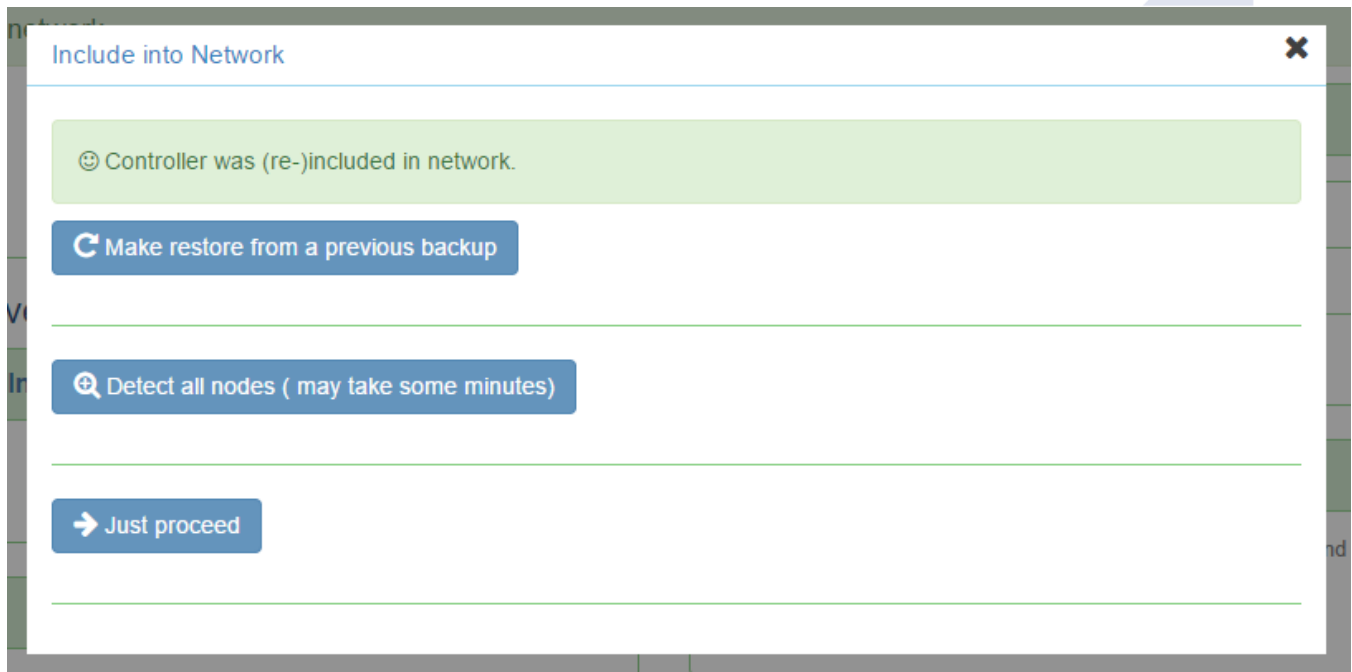 Include into Network
Controller was (re-)included in network.
Make restore from a previous backup
Detect all nodes ( may take some minutes)
Just proceed